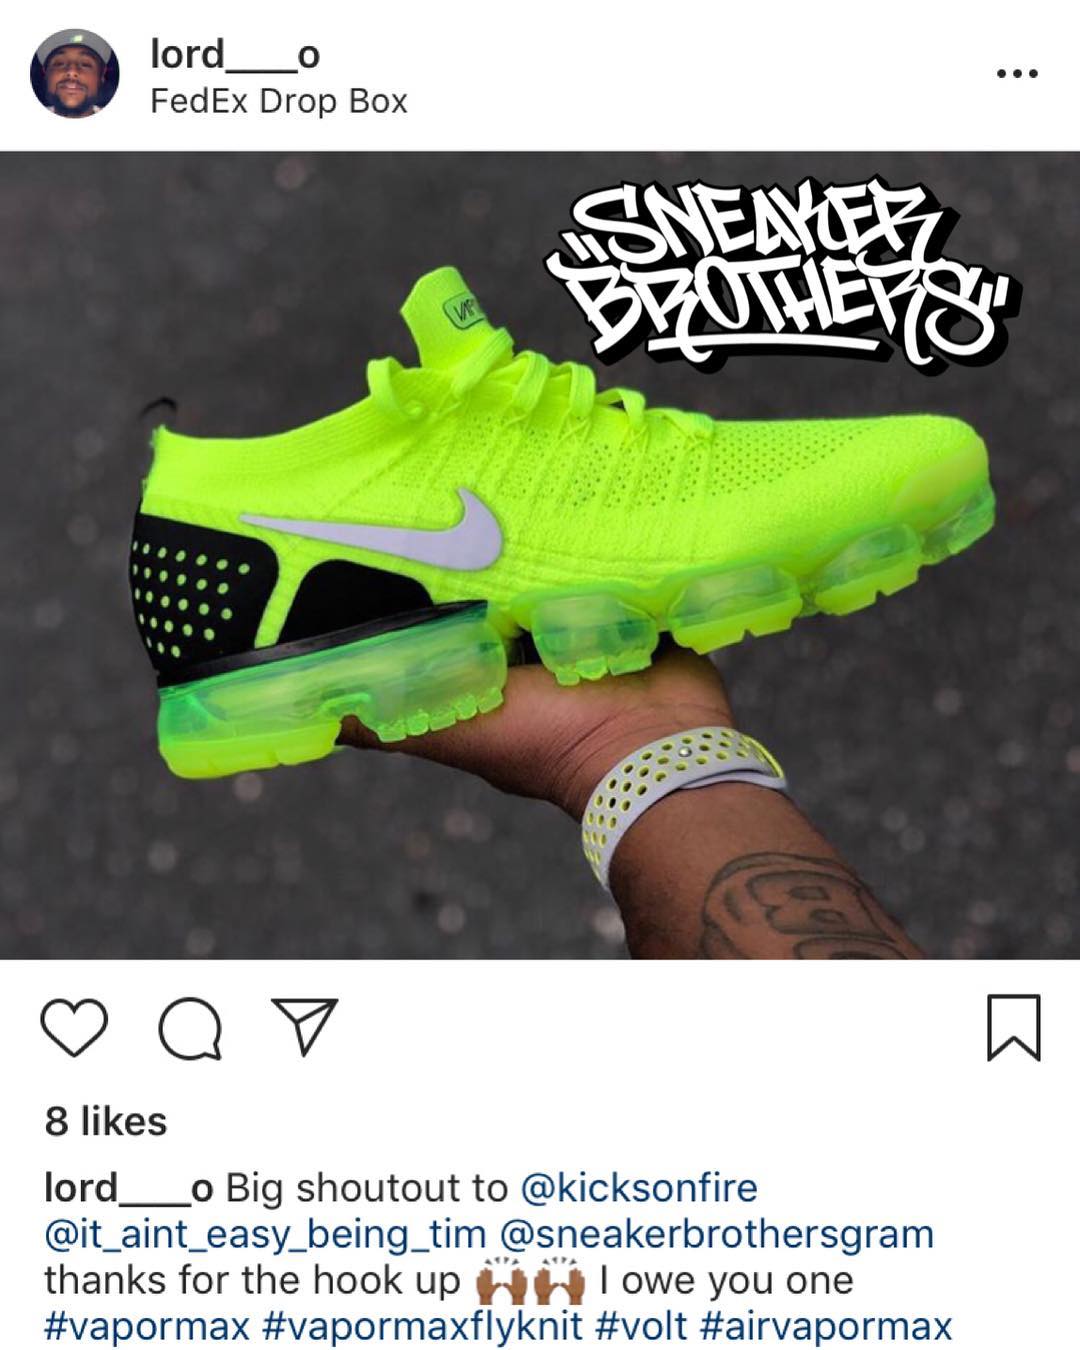 lord____o
FedEx Drop Box
"SNEAKER
BROTHERS"
8 likes
lord____o Big shoutout to @kicksonfire
@it_aint_easy_being_tim @sneakerbrothersgram
thanks for the hook up 🙌🏾🙌🏾 I owe you one
#vapormax #vapormaxflyknit #volt #airvapormax